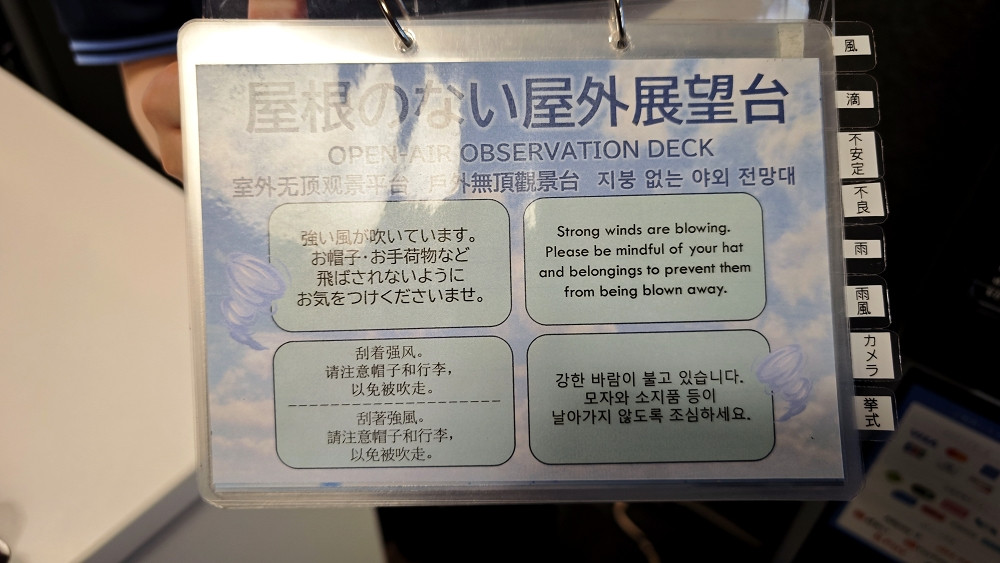 屋根のない屋外展望台
OPEN-AIR OBSERVATION DECK
室外无顶观景平台 戶外無頂觀景台 지붕 없는 야외 전망대
強い風が吹いています。
お帽子・お手荷物など
飛ばされないように
お気をつけくださいませ。
Strong winds are blowing.
Please be mindful of your hat
and belongings to prevent them
from being blown away.
刮着强风。
请注意帽子和行李，
以免被吹走。
刮著強風。
請注意帽子和行李，
以免被吹走。
강한 바람이 불고 있습니다.
모자와 소지품 등이
날아가지 않도록 조심하세요.
風
滴
不安定
不良
雨
雨風
カメラ
挙式